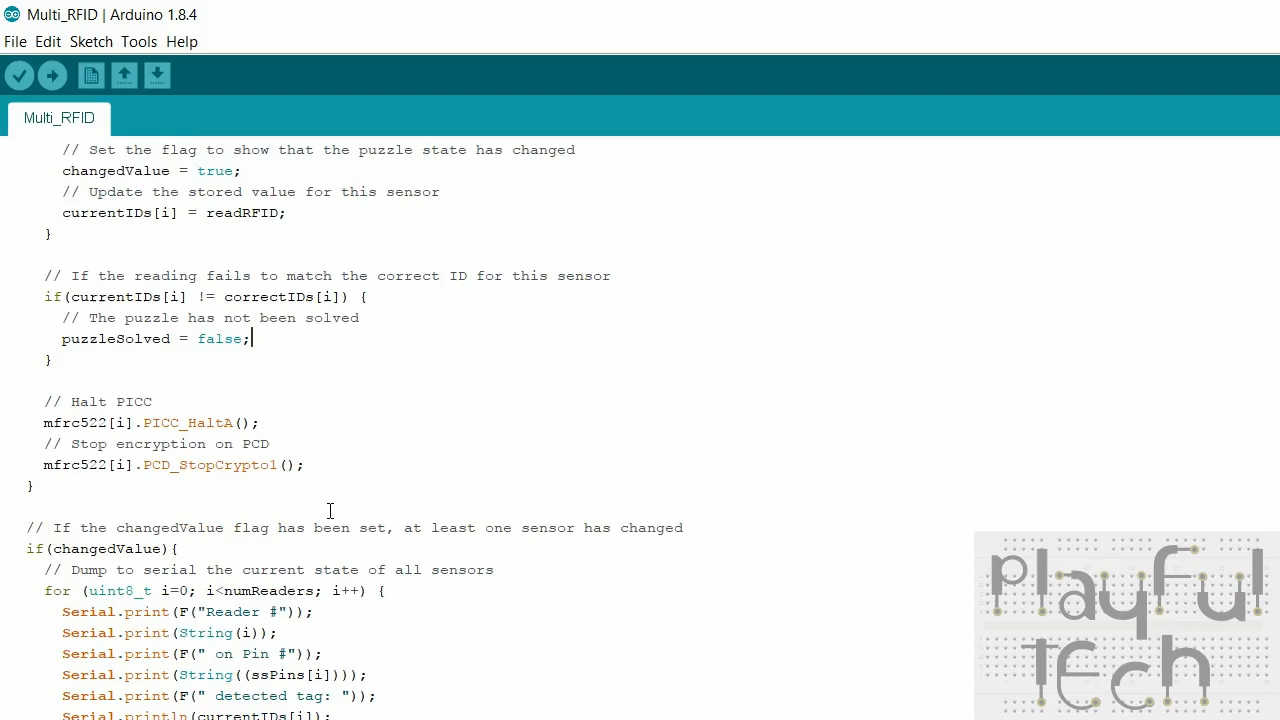 Multi_RFID | Arduino 1.8.4
File Edit Sketch Tools Help
Multi_RFID
// Set the flag to show that the puzzle state has changed
changedValue = true;
// Update the stored value for this sensor
currentIDs[i] = readRFID;
}
// If the reading fails to match the correct ID for this sensor
if(currentIDs[i] != correctIDs[i]) {
// The puzzle has not been solved
puzzleSolved = false;
}
// Halt PICC
mfrc522[i].PICC_HaltA();
// Stop encryption on PCD
mfrc522[i].PCD_StopCrypto1();
}
// If the changedValue flag has been set, at least one sensor has changed
if(changedValue){
// Dump to serial the current state of all sensors
for (uint8_t i=0; i<numReaders; i++) {
Serial.print(F("Reader #"));
Serial.print(String(i));
Serial.print(F(" on Pin #"));
Serial.print(String((ssPins[i])));
Serial.print(F(" detected tag: "));
Serial.println(currentIDs[i]);
playful
tech